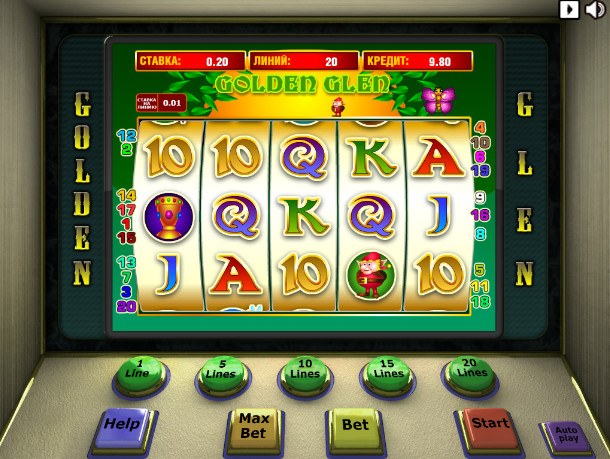 СТАВКА: 0.20 ЛИНИЙ: 20 КРЕДИТ: 9.80
GOLDEN GLEN
СТАВКА НА ЛИНИЮ 0.01
GOLDEN
GLEN
12
2
14
17
1
15
13
7
3
20
10 10 Q K A
Q K Q J
J A 10 10
4
10
6
19
9
16
8
5
11
18
1 Line
5 Lines
10 Lines
15 Lines
20 Lines
Help
Max Bet
Bet
Start
Auto play